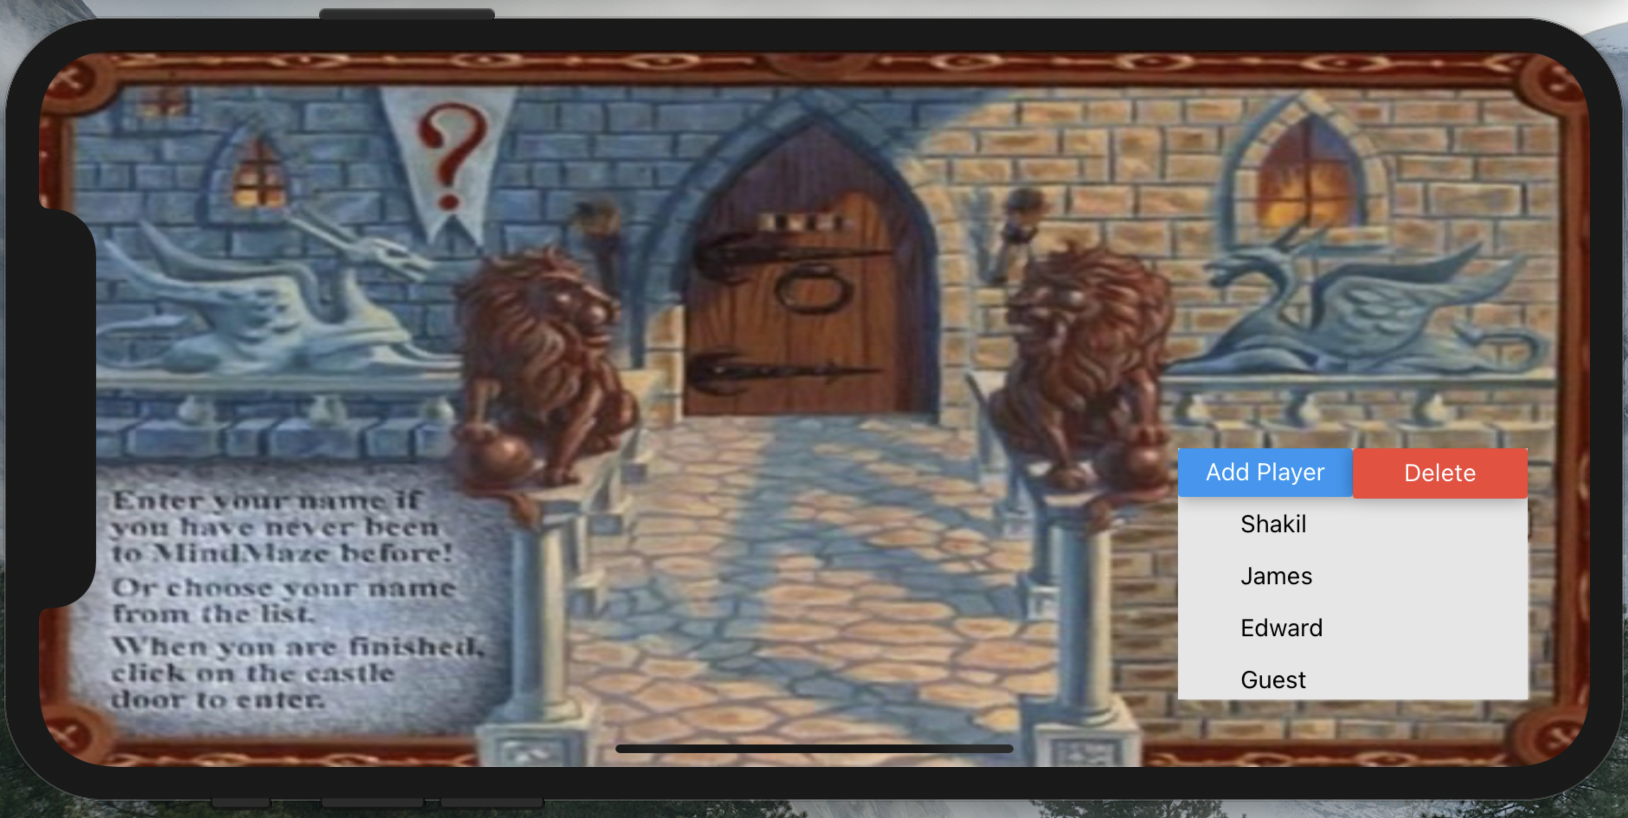 ?
Enter your name if
you have never been
to MindMaze before!
Or choose your name
from the list.
When you are finished,
click on the castle
door to enter.
Add Player
Delete
Shakil
James
Edward
Guest